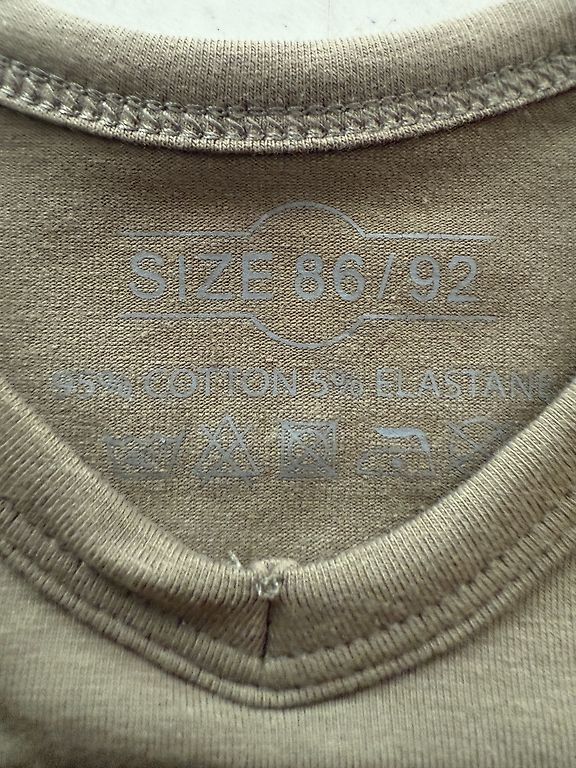 SIZE 86/92
95% COTTON 5% ELASTANE